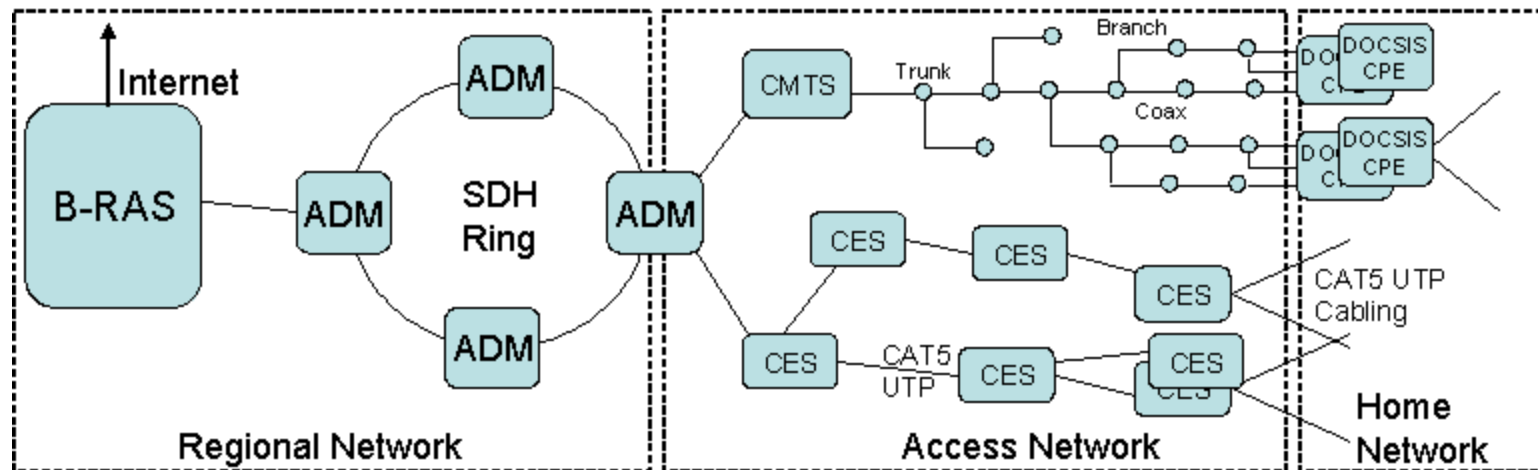 Internet
B-RAS
ADM
ADM
SDH
Ring
ADM
ADM
Regional Network
CMTS
Trunk
Branch
Coax
CES
CES
CES
CES
CAT5
UTP
CES
CES
CES
Access Network
DOCSIS
CPE
DOCSIS
CPE
CAT5 UTP
Cabling
Home
Network